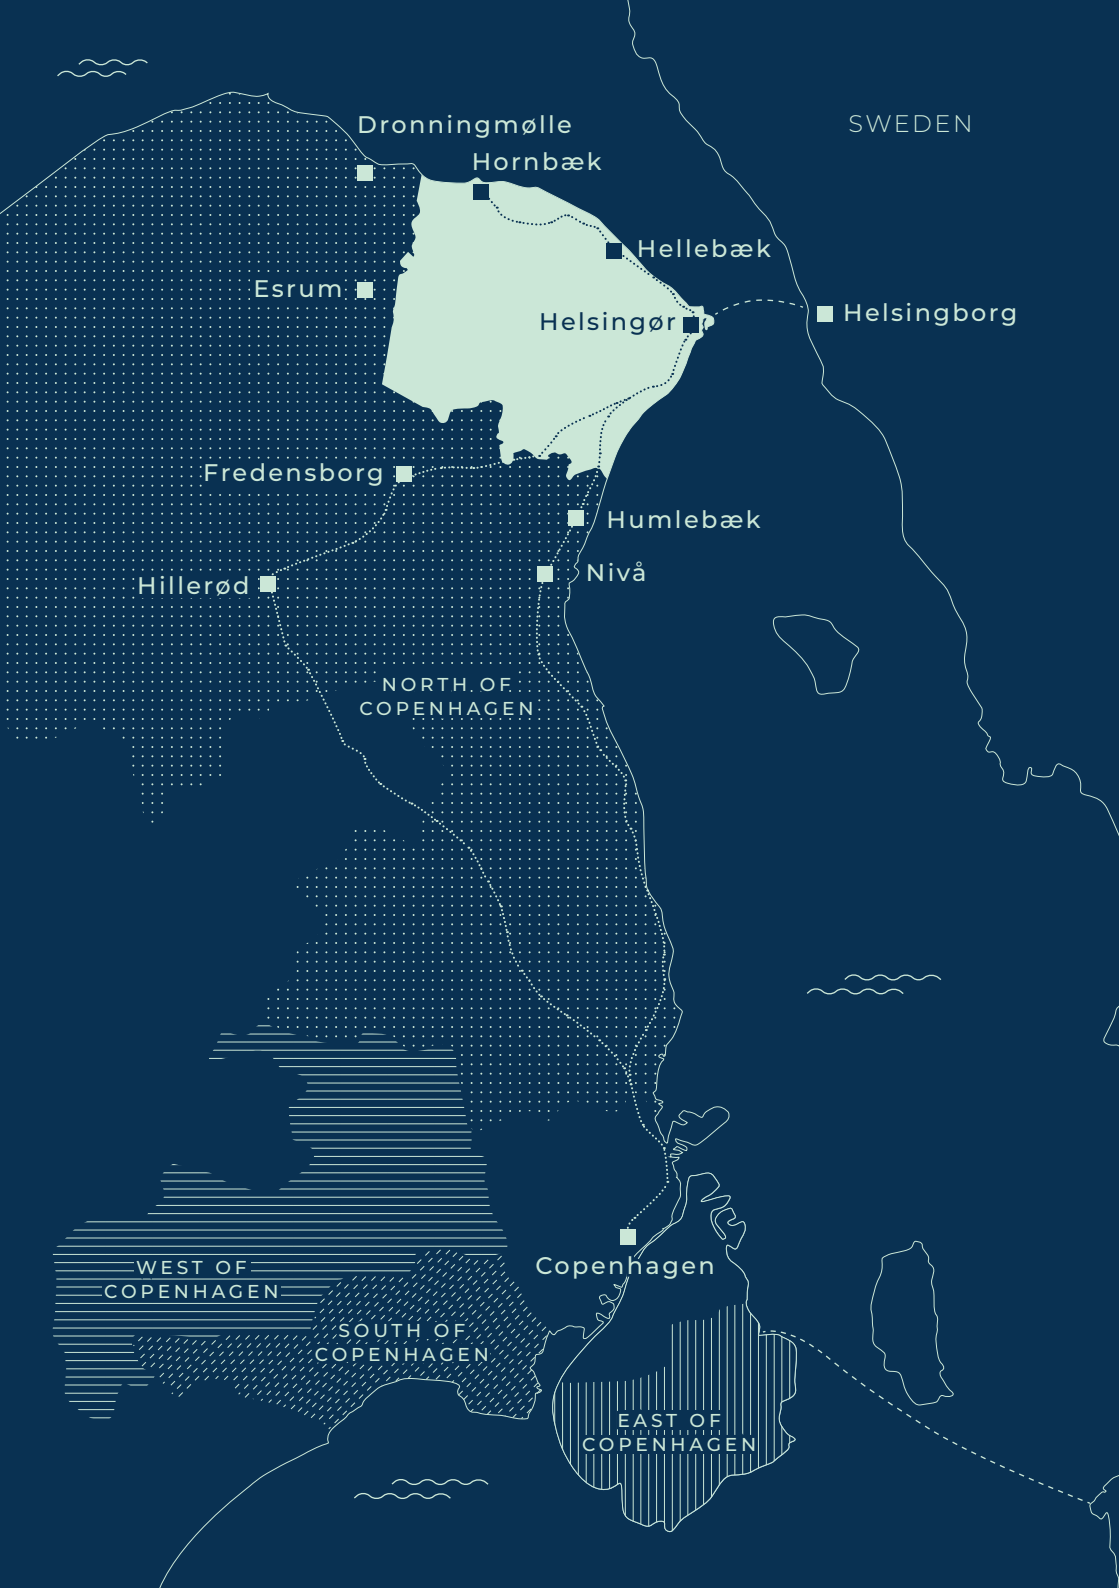 Dronningmølle
SWEDEN
Hornbæk
Hellebæk
Esrum
Helsingør
Helsingborg
Fredensborg
Humlebæk
Hillerød
Nivå
NORTH OF
COPENHAGEN
Copenhagen
WEST OF
COPENHAGEN
SOUTH OF
COPENHAGEN
EAST OF
COPENHAGEN